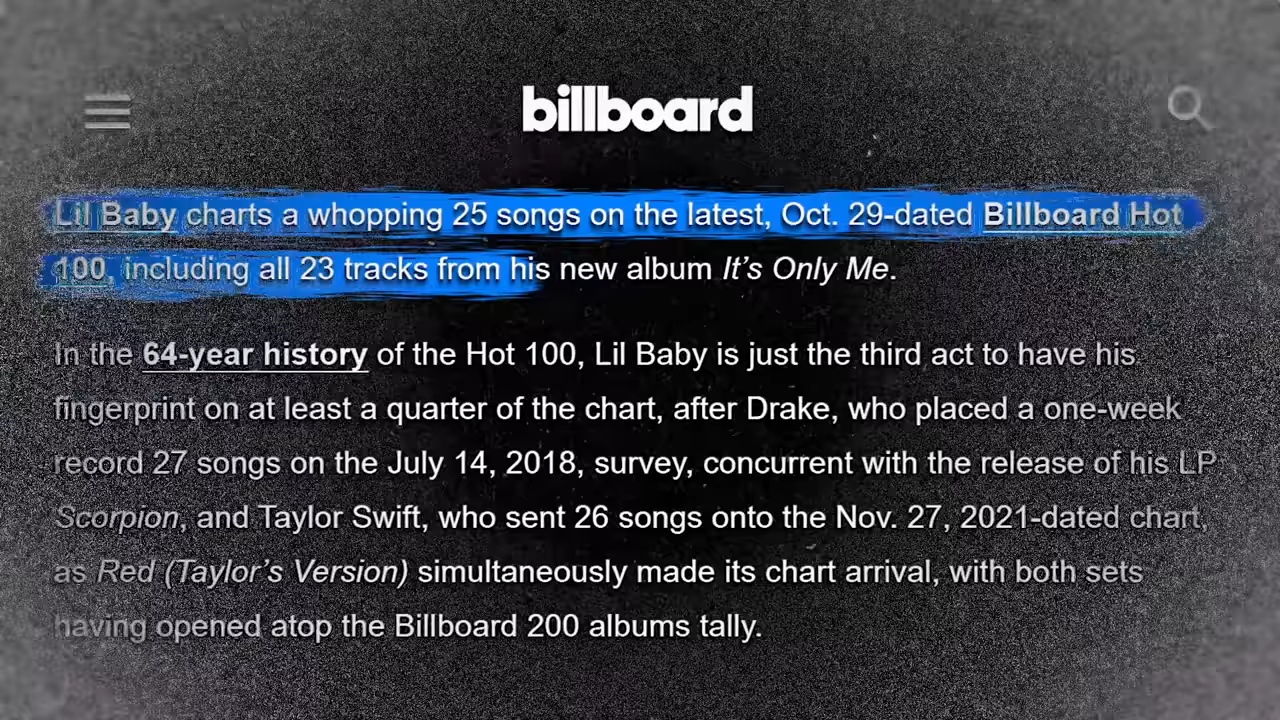 billboard
Lil Baby charts a whopping 25 songs on the latest, Oct. 29-dated Billboard Hot
100, including all 23 tracks from his new album It’s Only Me.
In the 64-year history of the Hot 100, Lil Baby is just the third act to have his
fingerprint on at least a quarter of the chart, after Drake, who placed a one-week
record 27 songs on the July 14, 2018, survey, concurrent with the release of his LP
Scorpion, and Taylor Swift, who sent 26 songs onto the Nov. 27, 2021-dated chart,
as Red (Taylor’s Version) simultaneously made its chart arrival, with both sets
having opened atop the Billboard 200 albums tally.